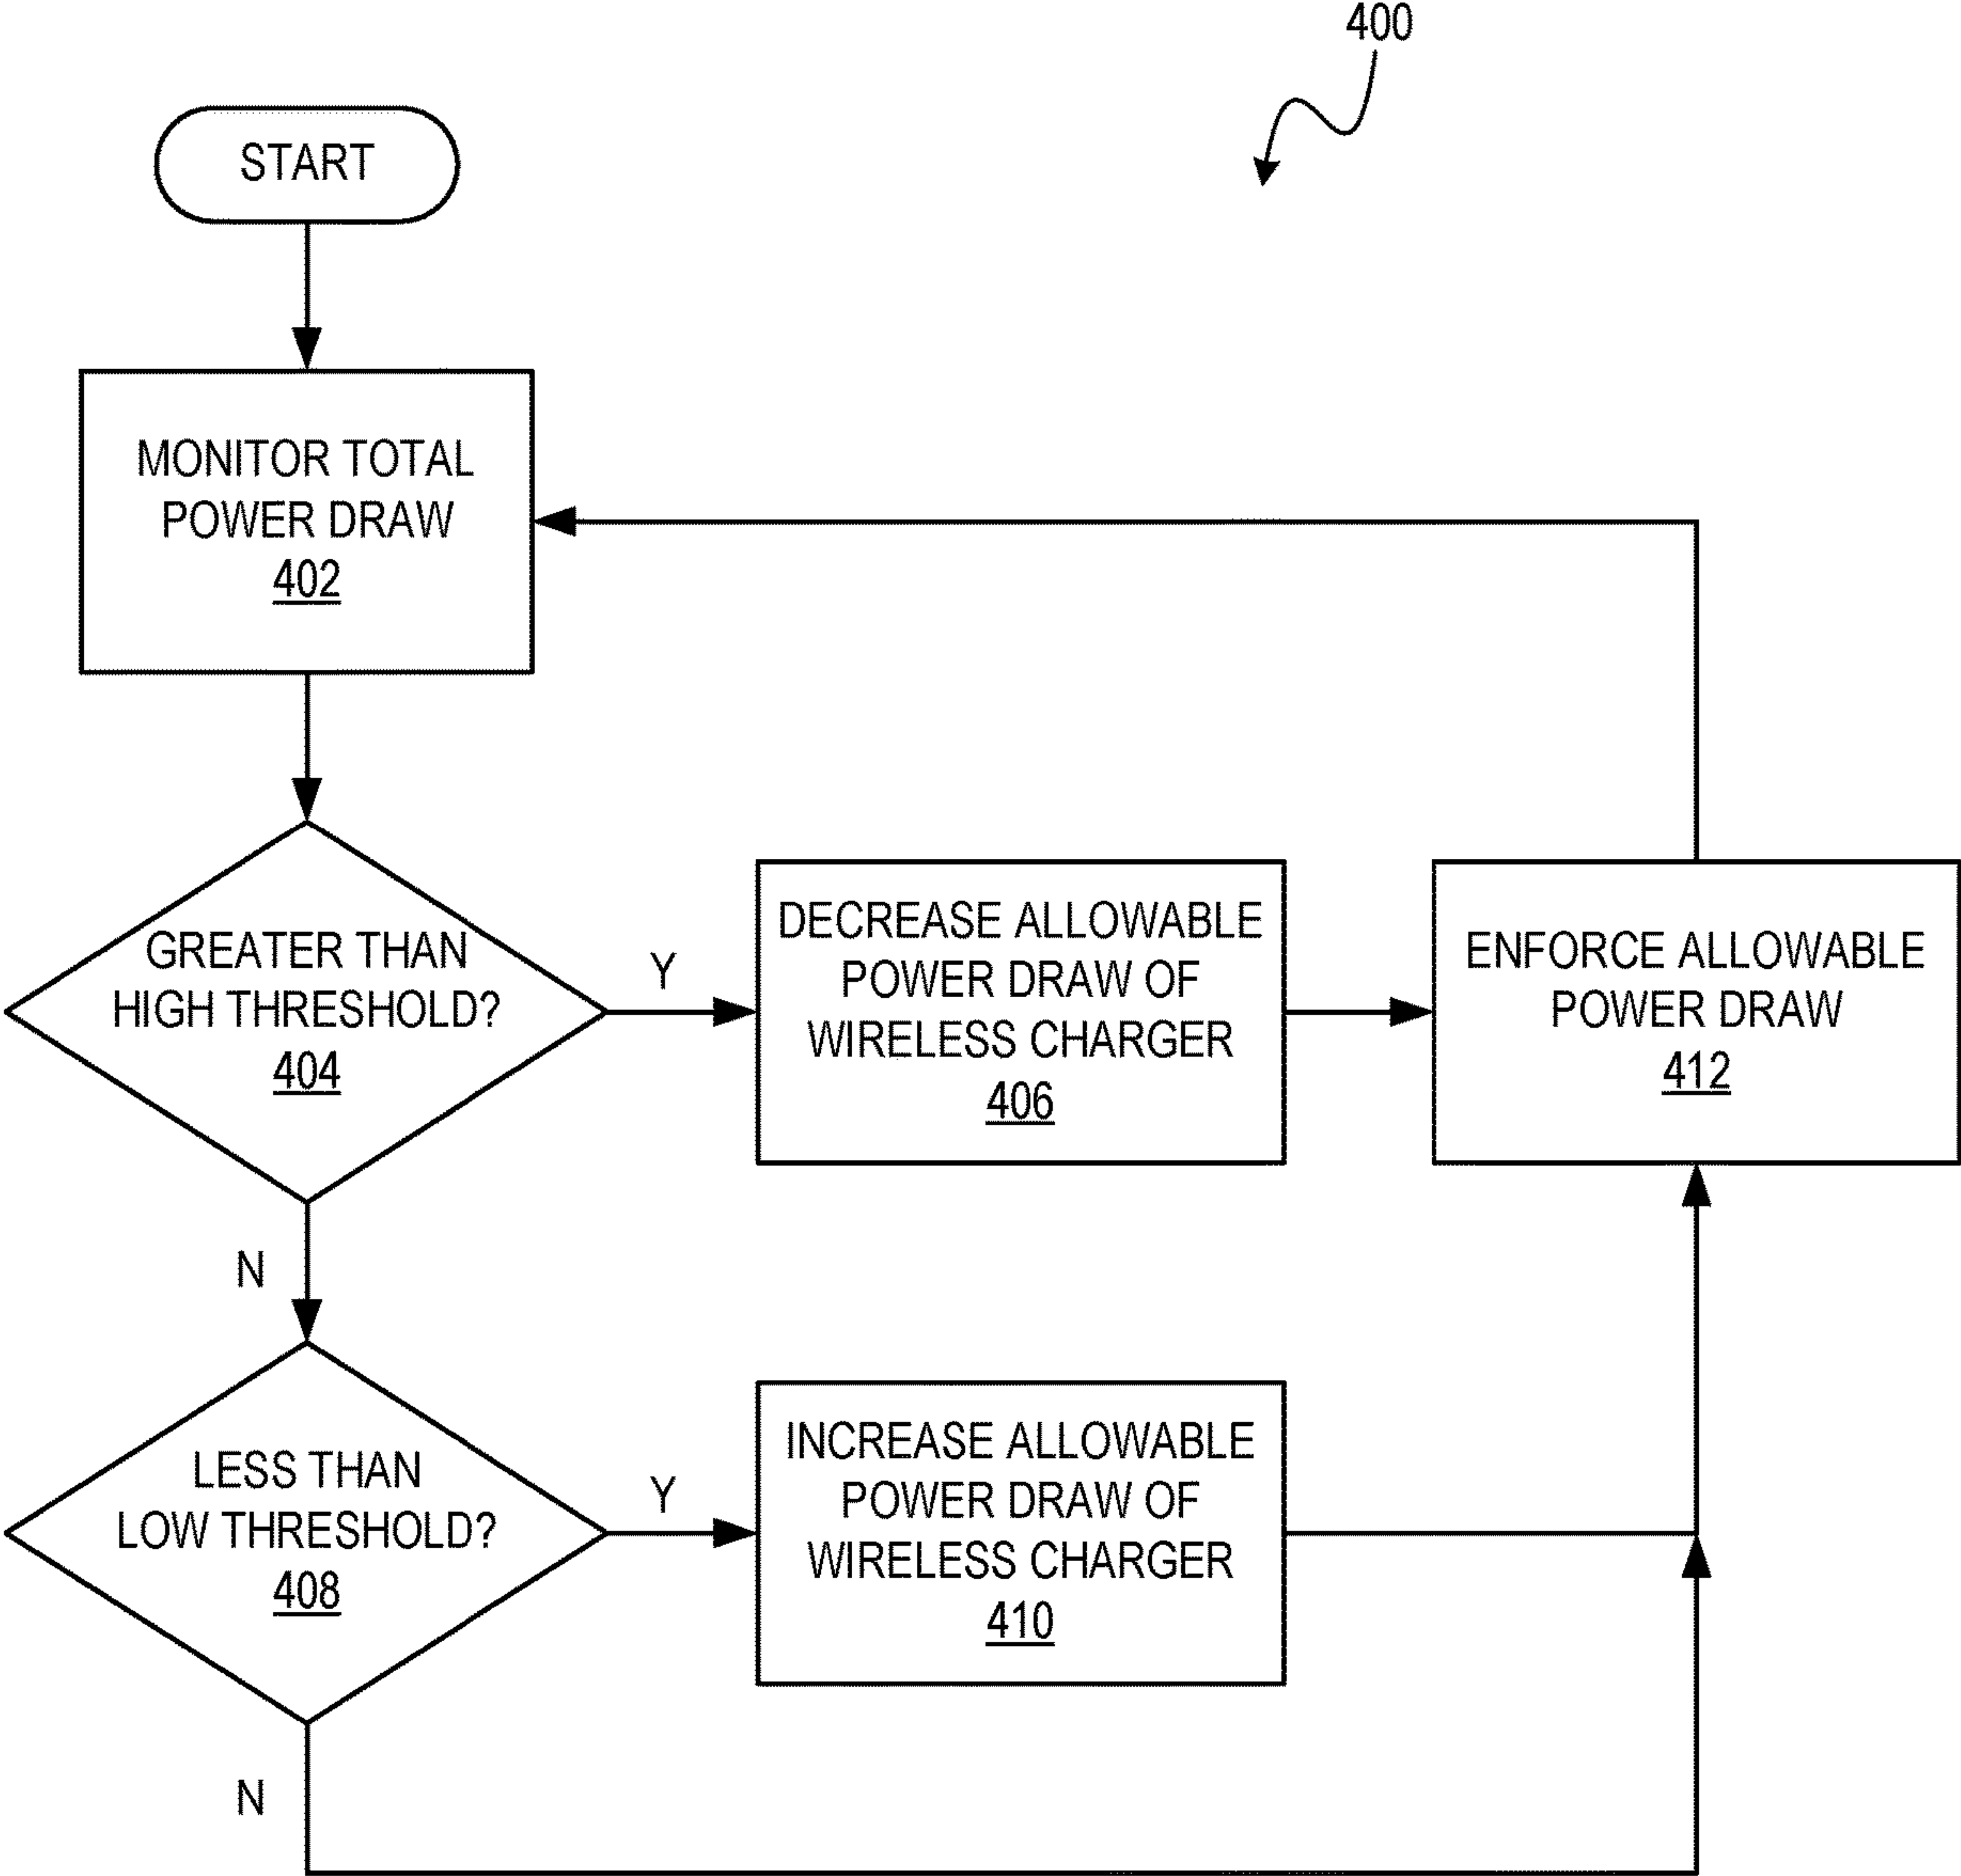 400
START
MONITOR TOTAL
POWER DRAW
402
GREATER THAN
HIGH THRESHOLD?
404
Y
DECREASE ALLOWABLE
POWER DRAW OF
WIRELESS CHARGER
406
ENFORCE ALLOWABLE
POWER DRAW
412
N
LESS THAN
LOW THRESHOLD?
408
Y
INCREASE ALLOWABLE
POWER DRAW OF
WIRELESS CHARGER
410
N